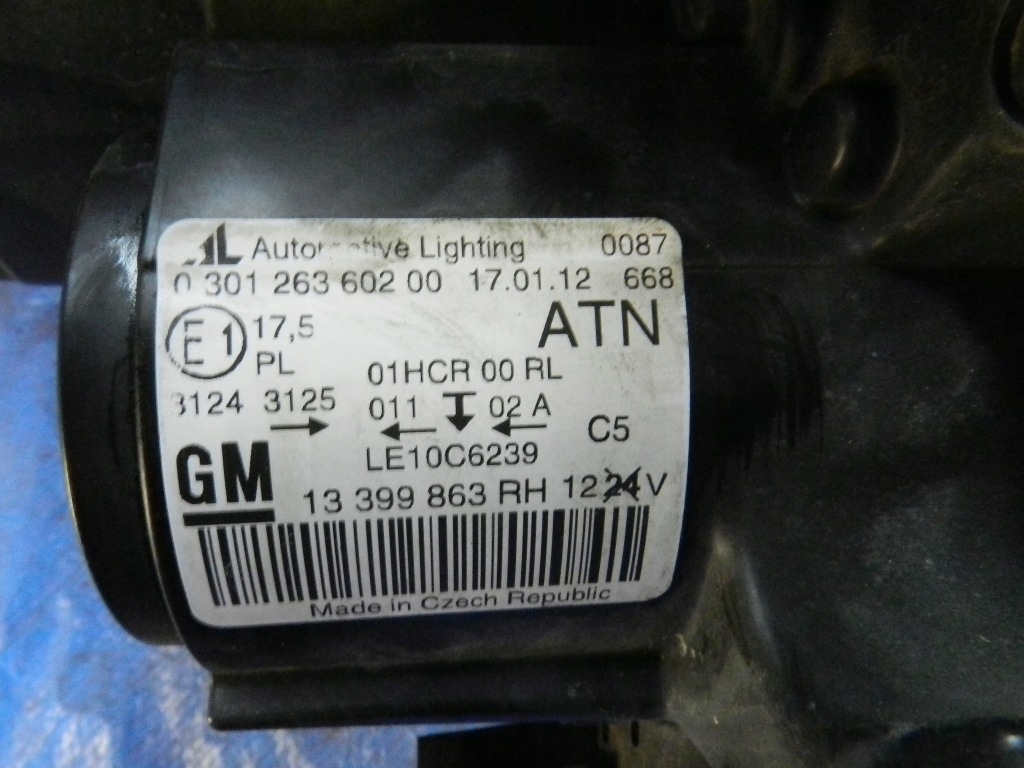 AL Automotive Lighting 0087
0 301 263 602 00 17.01.12 668
E1 17,5 ATN
PL 01HCR 00 RL
3124 3125 011 02 A C5
LE10C6239
GM 13 399 863 RH 12 24 V
Made in Czech Republic